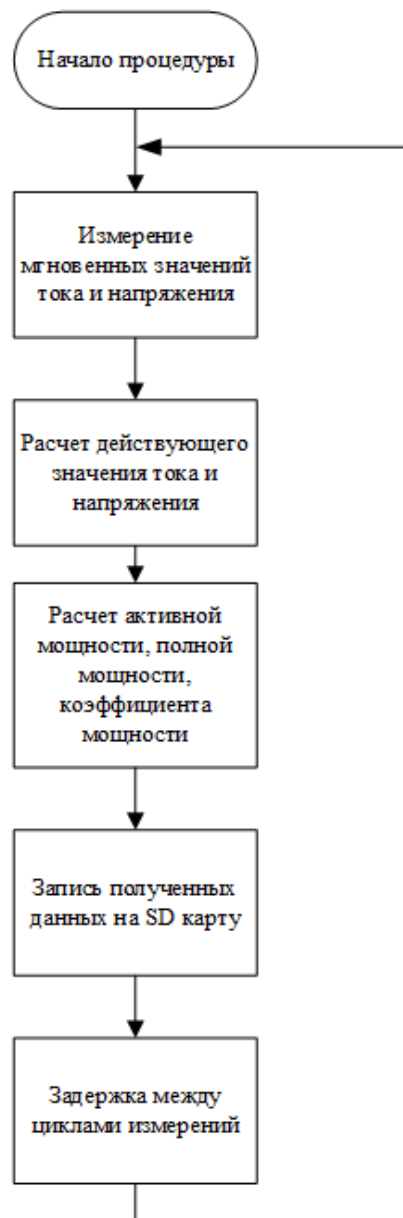 Начало процедуры
Измерение
мгновенных значений
тока и напряжения
Расчет действующего
значения тока и
напряжения
Расчет активной
мощности, полной
мощности,
коэффициента
мощности
Запись полученных
данных на SD карту
Задержка между
циклами измерений